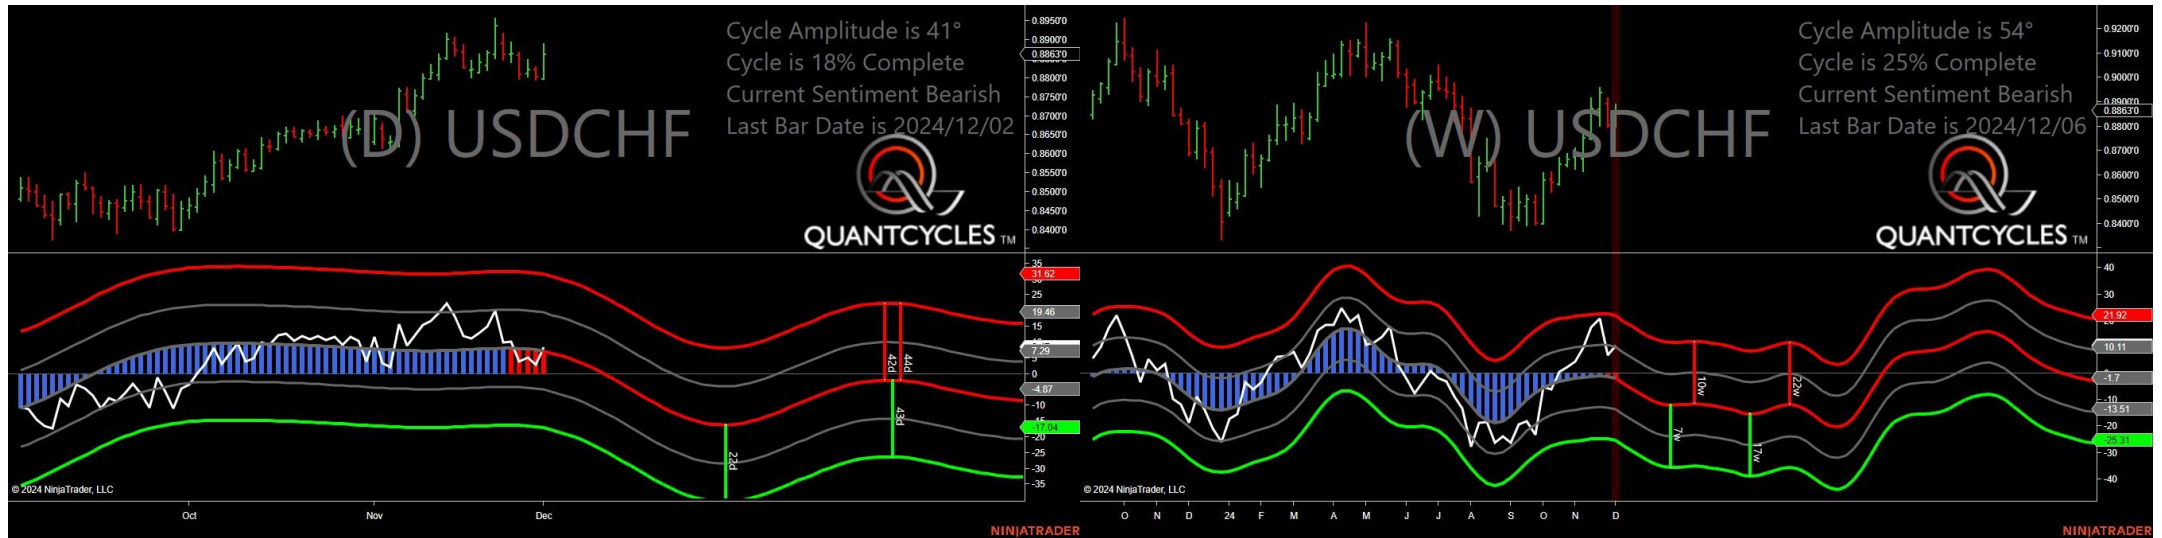 Cycle Amplitude is 41°
Cycle is 18% Complete
Current Sentiment Bearish
Last Bar Date is 2024/12/02
(D) USDCHF
QUANTCYCLES TM
0.8950'0
0.8900'0
0.8863'0
0.8800'0
0.8750'0
0.8700'0
0.8650'0
0.8600'0
0.8550'0
0.8500'0
0.8450'0
0.8400'0
35
31.62
25
19.46
15
10
7.29
5
0
-4.87
-10
-15
-17.04
-20
-25
-30
-35
22d
42d
44d
43d
© 2024 NinjaTrader, LLC
Oct Nov Dec
NINJATRADER
Cycle Amplitude is 54°
Cycle is 25% Complete
Current Sentiment Bearish
Last Bar Date is 2024/12/06
(W) USDCHF
QUANTCYCLES TM
0.9200'0
0.9100'0
0.9000'0
0.8900'0
0.8863'0
0.8800'0
0.8700'0
0.8600'0
0.8500'0
0.8400'0
40
30
21.92
10.11
-1.7
-10
-13.51
-20
-25.31
-30
-40
7w
10w
17w
22w
© 2024 NinjaTrader, LLC
O N D 24 F M A M J J A S O N D
NINJATRADER